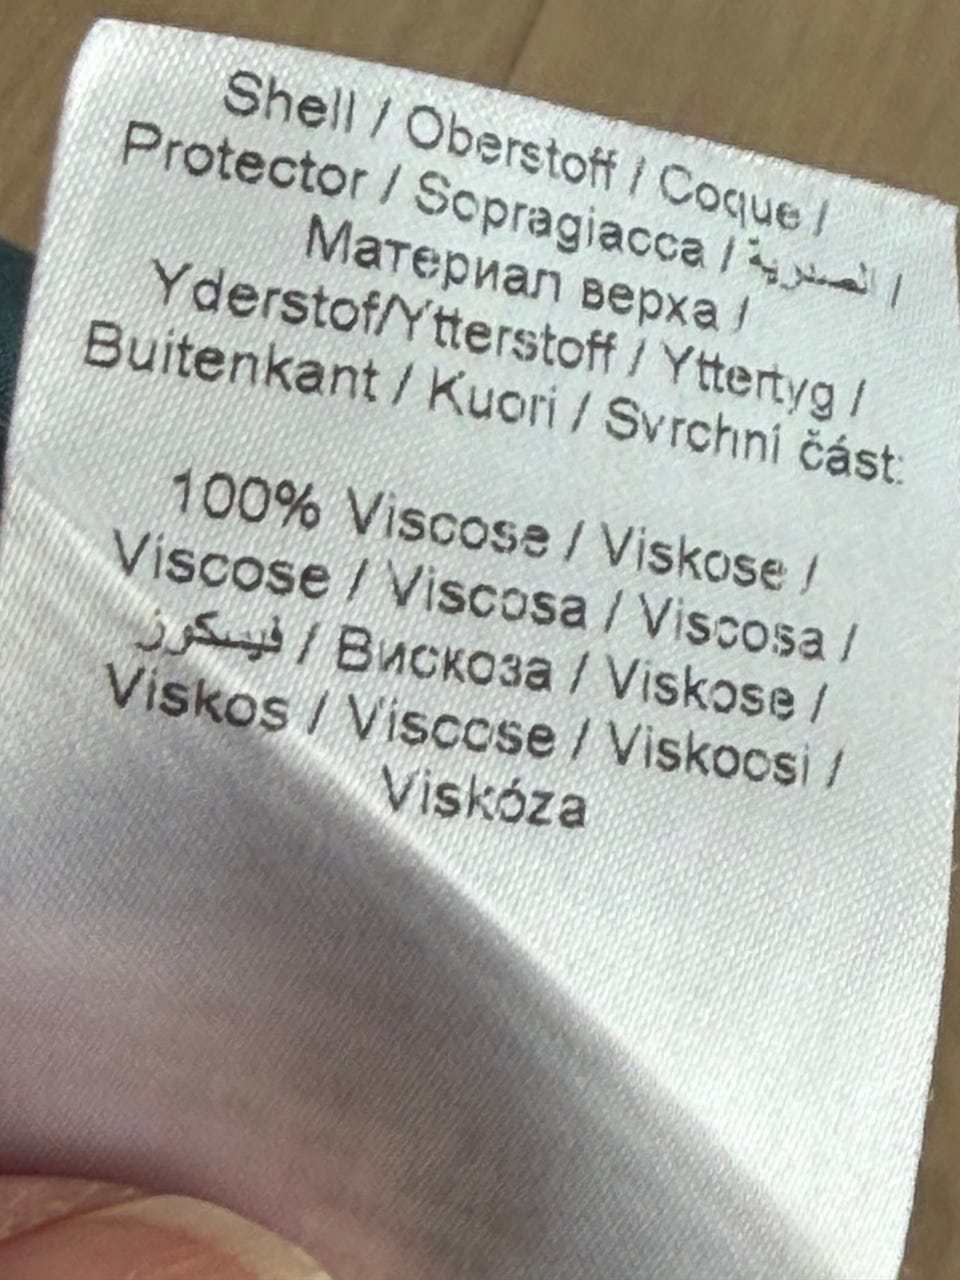 Shell / Oberstoff / Coque /
Protector / Sopragiacca / الصدرية /
Материал верха /
Yderstof/Ytterstoff / Yttertyg /
Buitenkant / Kuori / Svrchní část:
100% Viscose / Viskose /
Viscose / Viscosa / Viscosa /
فيسكوز / Вискоза / Viskose /
Viskos / Viscose / Viskoosi /
Viskóza